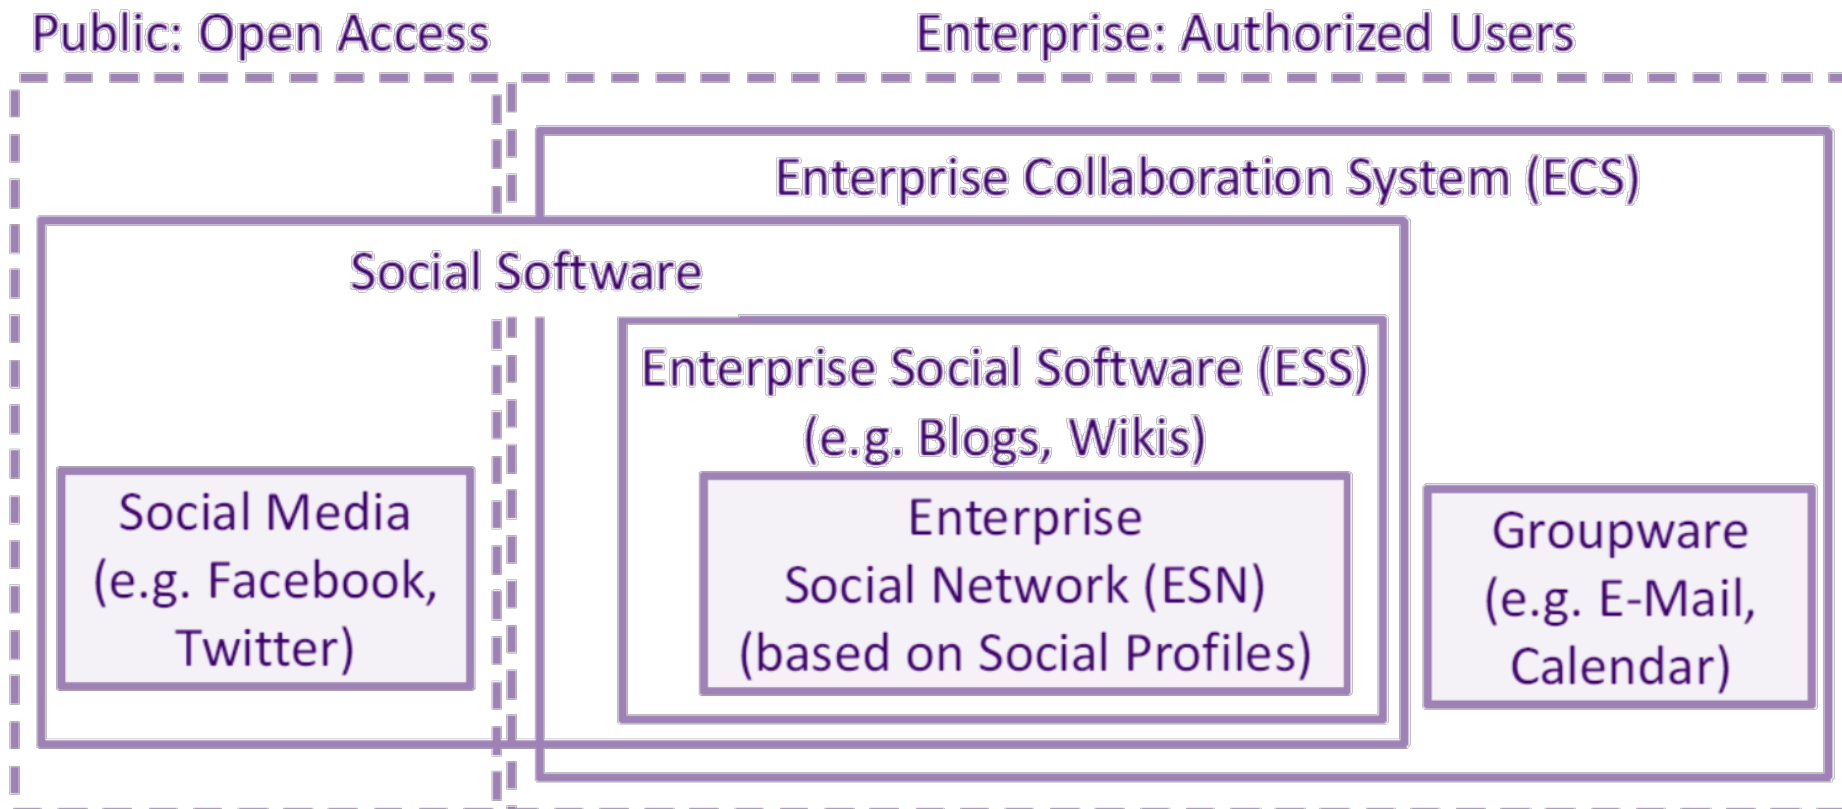 Public: Open Access
Enterprise: Authorized Users
Enterprise Collaboration System (ECS)
Social Software
Enterprise Social Software (ESS)
(e.g. Blogs, Wikis)
Social Media
(e.g. Facebook,
Twitter)
Enterprise
Social Network (ESN)
(based on Social Profiles)
Groupware
(e.g. E-Mail,
Calendar)